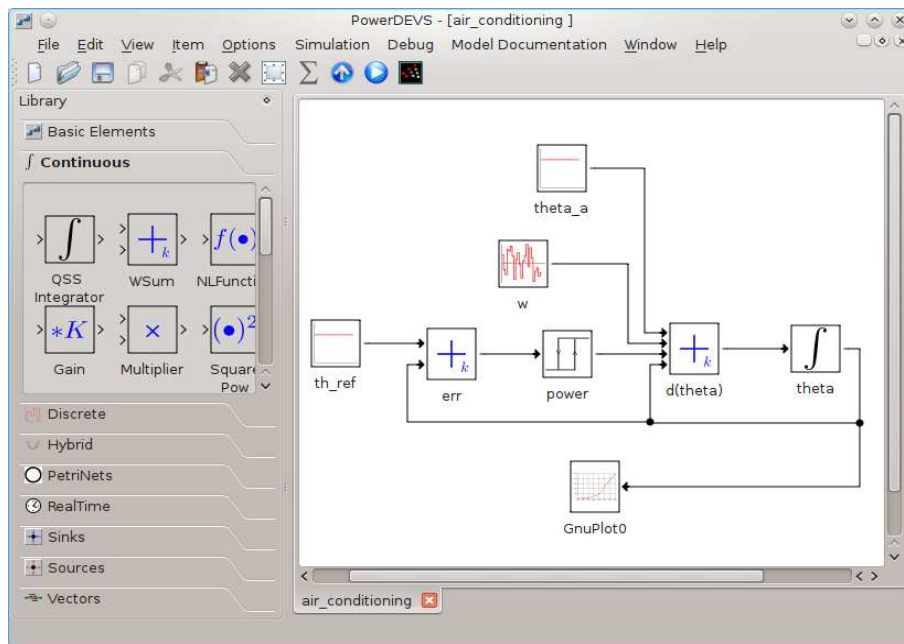 PowerDEVS - [air_conditioning ]
File Edit View Item Options Simulation Debug Model Documentation Window Help
Library
Basic Elements
∫ Continuous
∫
+k
f(•)
QSS
Integrator
WSum
NLFuncti
*K
×
(•)²
Gain
Multiplier
Square
Pow
Discrete
Hybrid
PetriNets
RealTime
Sinks
Sources
Vectors
theta_a
w
th_ref
+k
err
power
+k
d(theta)
∫
theta
GnuPlot0
air_conditioning